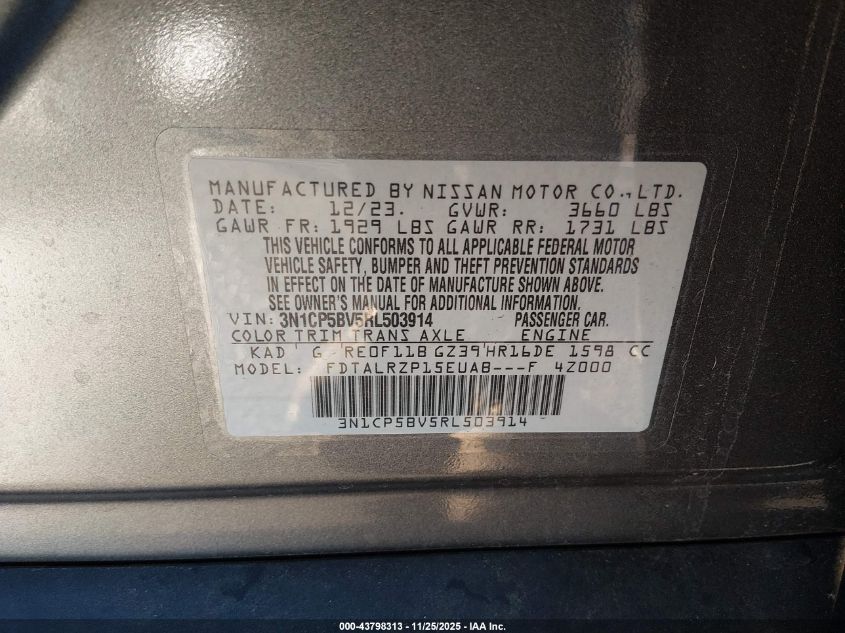 MANUFACTURED BY NISSAN MOTOR CO., LTD.
DATE: 12/23. GVWR: 3660 LBS
GAWR FR: 1929 LBS GAWR RR: 1731 LBS
THIS VEHICLE CONFORMS TO ALL APPLICABLE FEDERAL MOTOR
VEHICLE SAFETY, BUMPER AND THEFT PREVENTION STANDARDS
IN EFFECT ON THE DATE OF MANUFACTURE SHOWN ABOVE.
SEE OWNER'S MANUAL FOR ADDITIONAL INFORMATION.
VIN: 3N1CP5BV5RL503914 PASSENGER CAR.
COLOR TRIM TRANS AXLE ENGINE
KAD G RE0F11B GZ39 HR16DE 1598 CC
MODEL: FDTALRZP15EUAB---F 4Z000
3N1CP5BV5RL503914
000-43798313 - 11/25/2025 - IAA Inc.